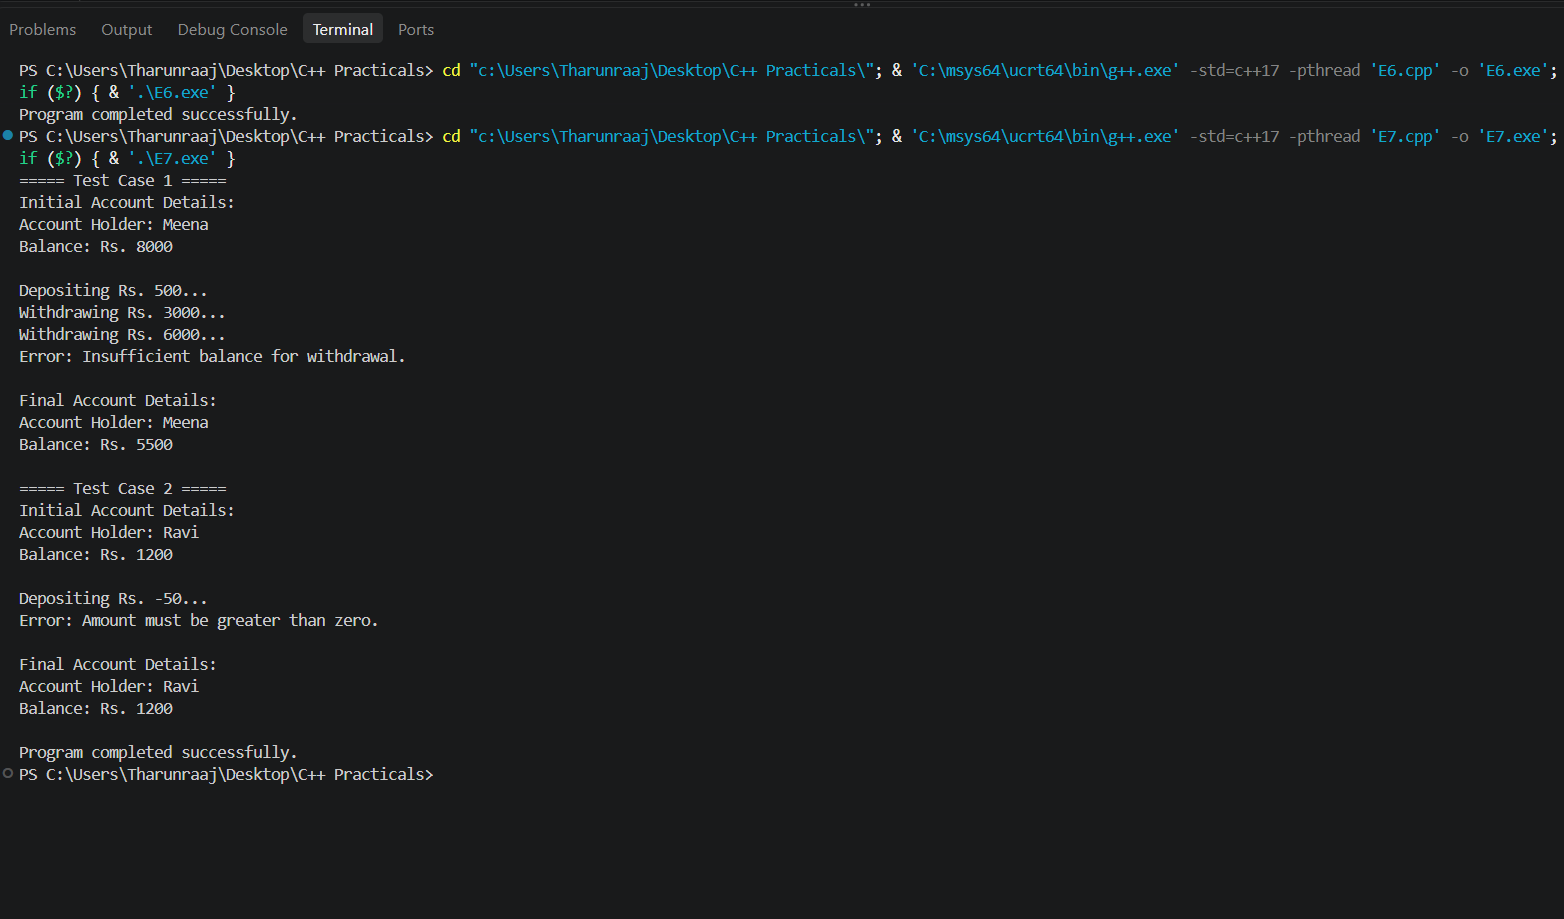 Problems Output Debug Console Terminal Ports
PS C:\Users\Tharunraaj\Desktop\C++ Practicals> cd "c:\Users\Tharunraaj\Desktop\C++ Practicals\"; & 'C:\msys64\ucrt64\bin\g++.exe' -std=c++17 -pthread 'E6.cpp' -o 'E6.exe';
if ($?) { & '.\E6.exe' }
Program completed successfully.
PS C:\Users\Tharunraaj\Desktop\C++ Practicals> cd "c:\Users\Tharunraaj\Desktop\C++ Practicals\"; & 'C:\msys64\ucrt64\bin\g++.exe' -std=c++17 -pthread 'E7.cpp' -o 'E7.exe';
if ($?) { & '.\E7.exe' }
===== Test Case 1 =====
Initial Account Details:
Account Holder: Meena
Balance: Rs. 8000
Depositing Rs. 500...
Withdrawing Rs. 3000...
Withdrawing Rs. 6000...
Error: Insufficient balance for withdrawal.
Final Account Details:
Account Holder: Meena
Balance: Rs. 5500
===== Test Case 2 =====
Initial Account Details:
Account Holder: Ravi
Balance: Rs. 1200
Depositing Rs. -50...
Error: Amount must be greater than zero.
Final Account Details:
Account Holder: Ravi
Balance: Rs. 1200
Program completed successfully.
PS C:\Users\Tharunraaj\Desktop\C++ Practicals>